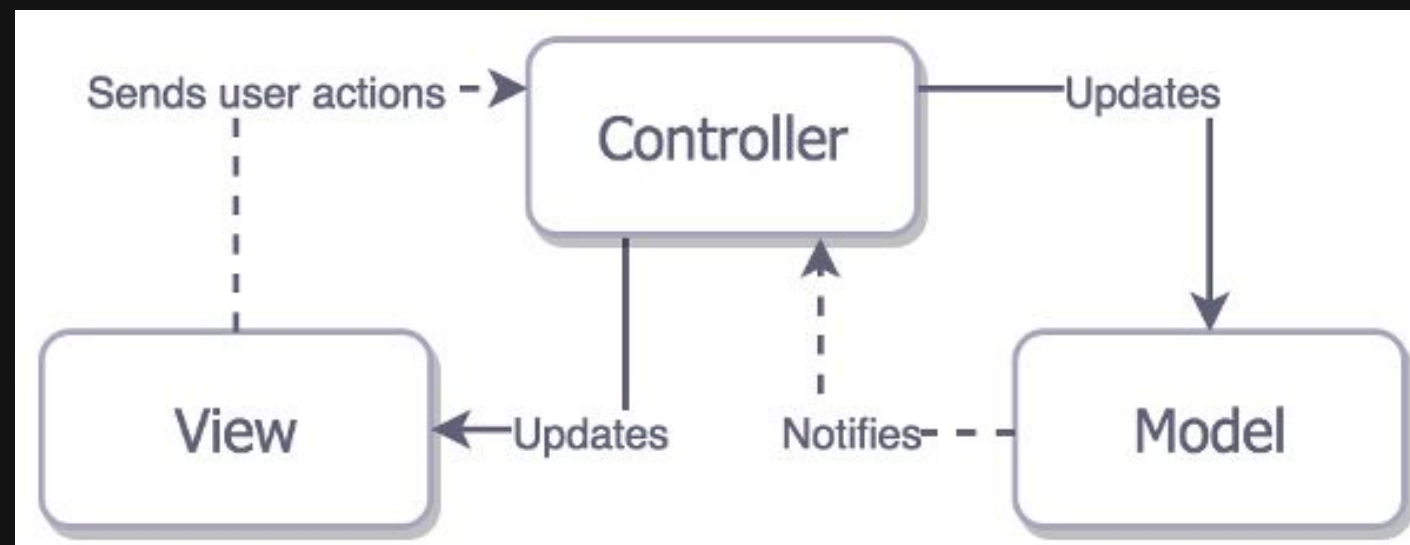 Sends user actions
Controller
Updates
View
Updates
Notifies
Model